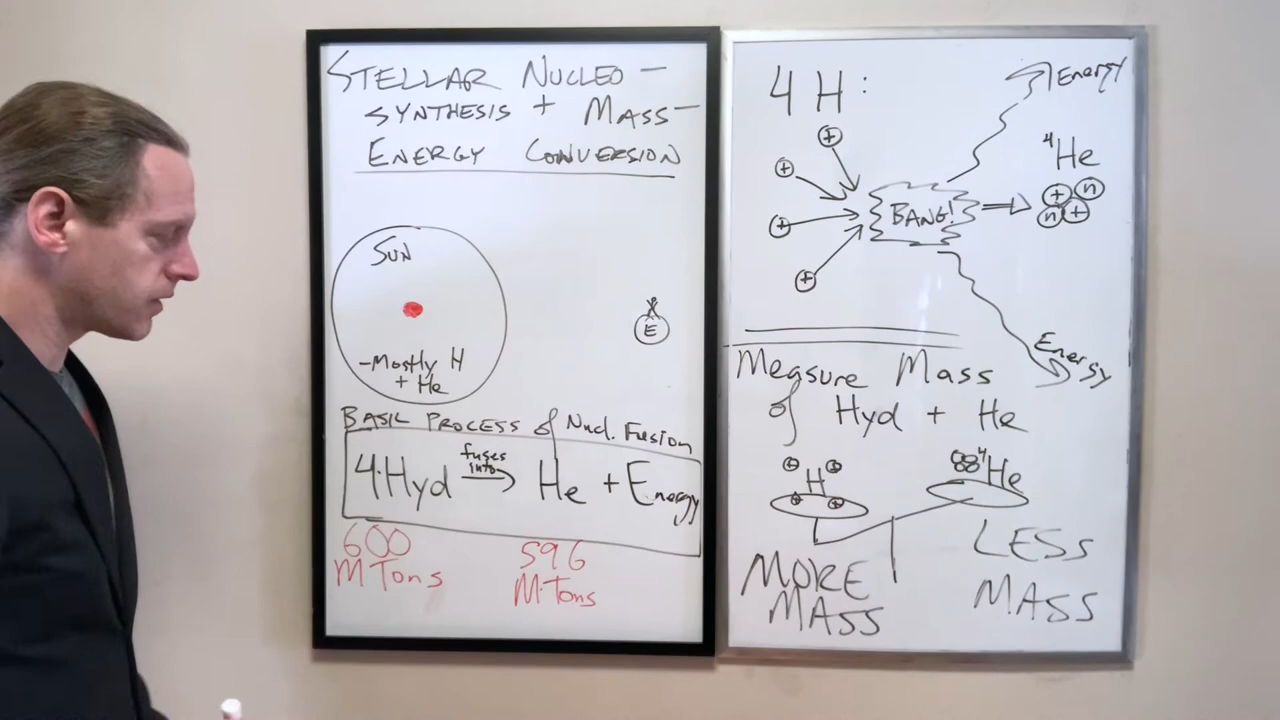 STELLAR NUCLEO-
SYNTHESIS + MASS-
ENERGY CONVERSION
SUN
-Mostly H
+ He
E
BASIC PROCESS of Nucl. Fusion
4·Hyd fuses into → He + Energy
600
M Tons
596
M·Tons
4 H:
Energy
⁴He
+
+
+
+
BANG!
+ n
n +
Energy
Measure Mass
of Hyd + He
+ +
H
+ +
⁴He
MORE
MASS
LESS
MASS